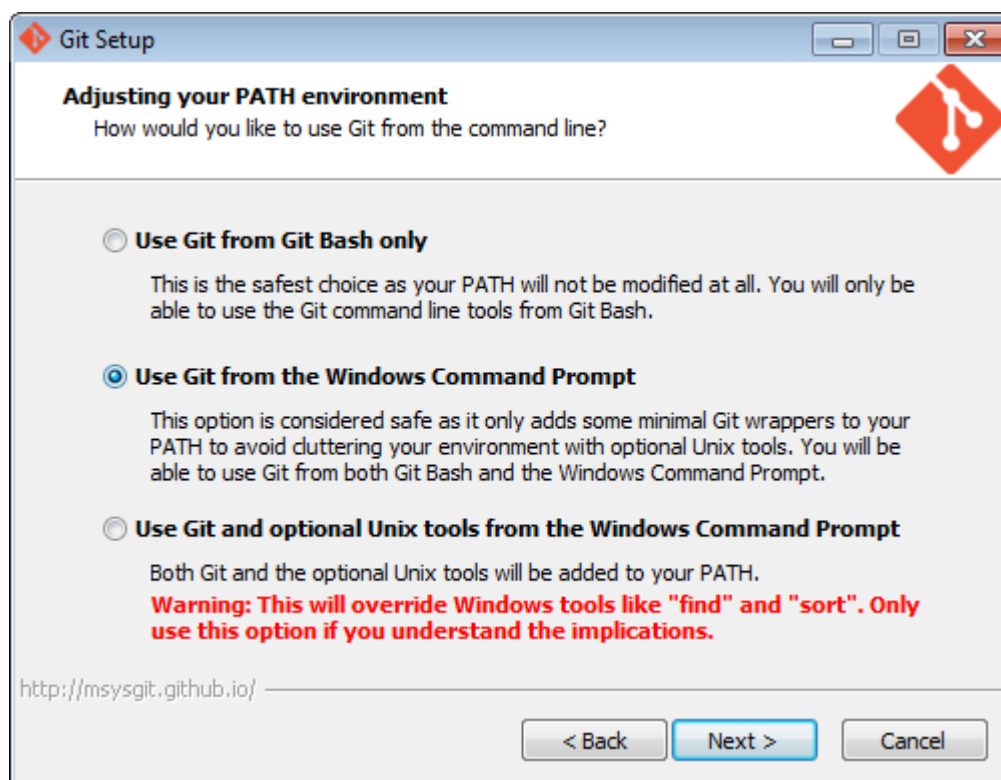 Git Setup
Adjusting your PATH environment
How would you like to use Git from the command line?
Use Git from Git Bash only
This is the safest choice as your PATH will not be modified at all. You will only be
able to use the Git command line tools from Git Bash.
Use Git from the Windows Command Prompt
This option is considered safe as it only adds some minimal Git wrappers to your
PATH to avoid cluttering your environment with optional Unix tools. You will be
able to use Git from both Git Bash and the Windows Command Prompt.
Use Git and optional Unix tools from the Windows Command Prompt
Both Git and the optional Unix tools will be added to your PATH.
Warning: This will override Windows tools like "find" and "sort". Only
use this option if you understand the implications.
http://msysgit.github.io/
< Back Next > Cancel